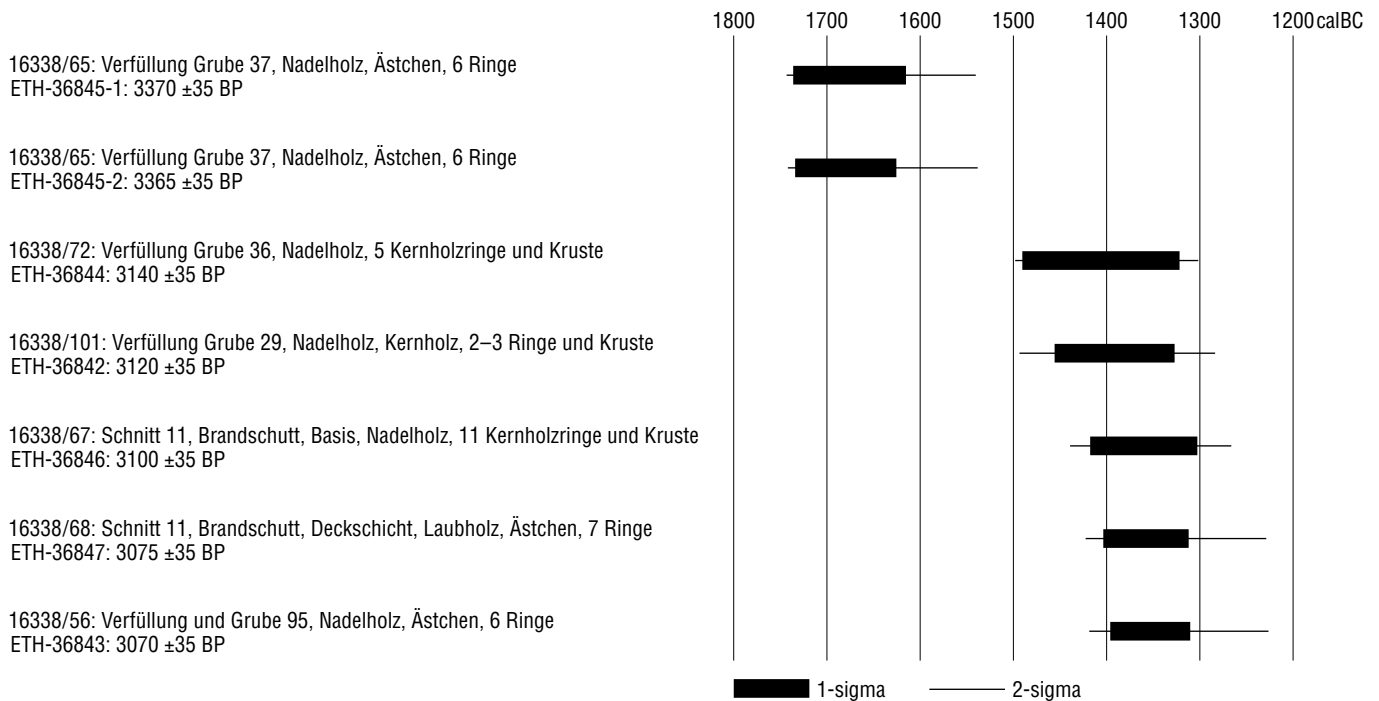 1800 1700 1600 1500 1400 1300 1200 calBC
16338/65: Verfüllung Grube 37, Nadelholz, Ästchen, 6 Ringe
ETH-36845-1: 3370 ±35 BP
16338/65: Verfüllung Grube 37, Nadelholz, Ästchen, 6 Ringe
ETH-36845-2: 3365 ±35 BP
16338/72: Verfüllung Grube 36, Nadelholz, 5 Kernholzringe und Kruste
ETH-36844: 3140 ±35 BP
16338/101: Verfüllung Grube 29, Nadelholz, Kernholz, 2–3 Ringe und Kruste
ETH-36842: 3120 ±35 BP
16338/67: Schnitt 11, Brandschutt, Basis, Nadelholz, 11 Kernholzringe und Kruste
ETH-36846: 3100 ±35 BP
16338/68: Schnitt 11, Brandschutt, Deckschicht, Laubholz, Ästchen, 7 Ringe
ETH-36847: 3075 ±35 BP
16338/56: Verfüllung und Grube 95, Nadelholz, Ästchen, 6 Ringe
ETH-36843: 3070 ±35 BP
1-sigma 2-sigma